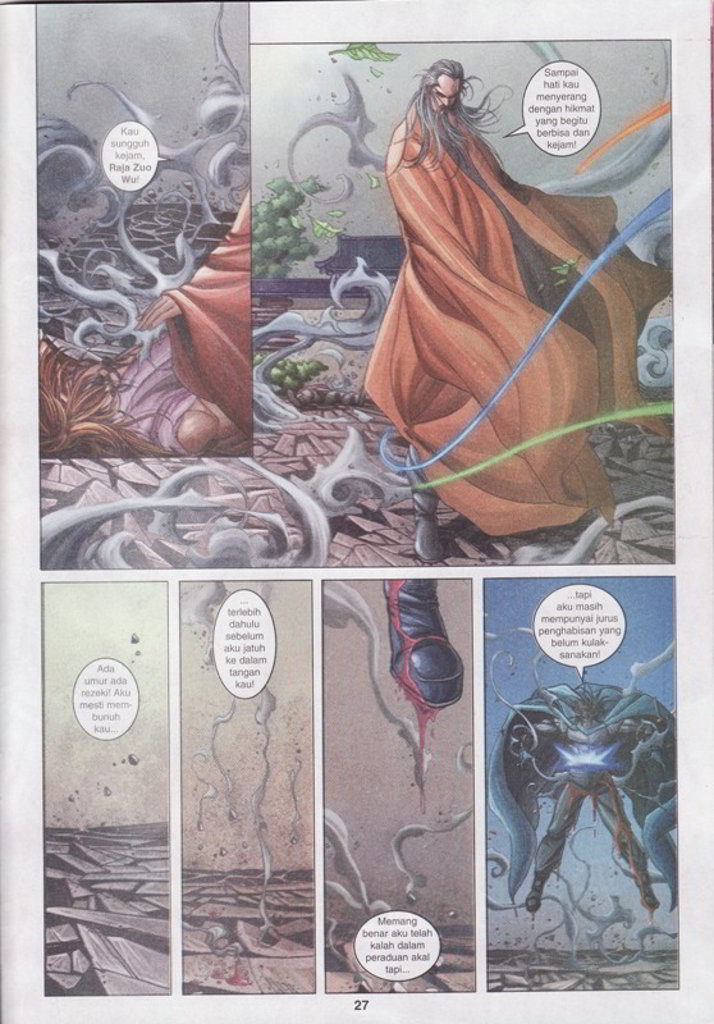 Kau
sungguh
kejam,
Raja Zuo
Wu!
Sampai
hati kau
menyerang
dengan hikmat
yang begitu
berbisa dan
kejam!
Ada
umur ada
rezeki! Aku
mesti mem-
bunuh
kau...
...
terlebih
dahulu
sebelum
aku jatuh
ke dalam
tangan
kau!
Memang
benar aku telah
kalah dalam
peraduan akal
tapi...
...tapi
aku masih
mempunyai jurus
penghabisan yang
belum kulak-
sanakan!
27